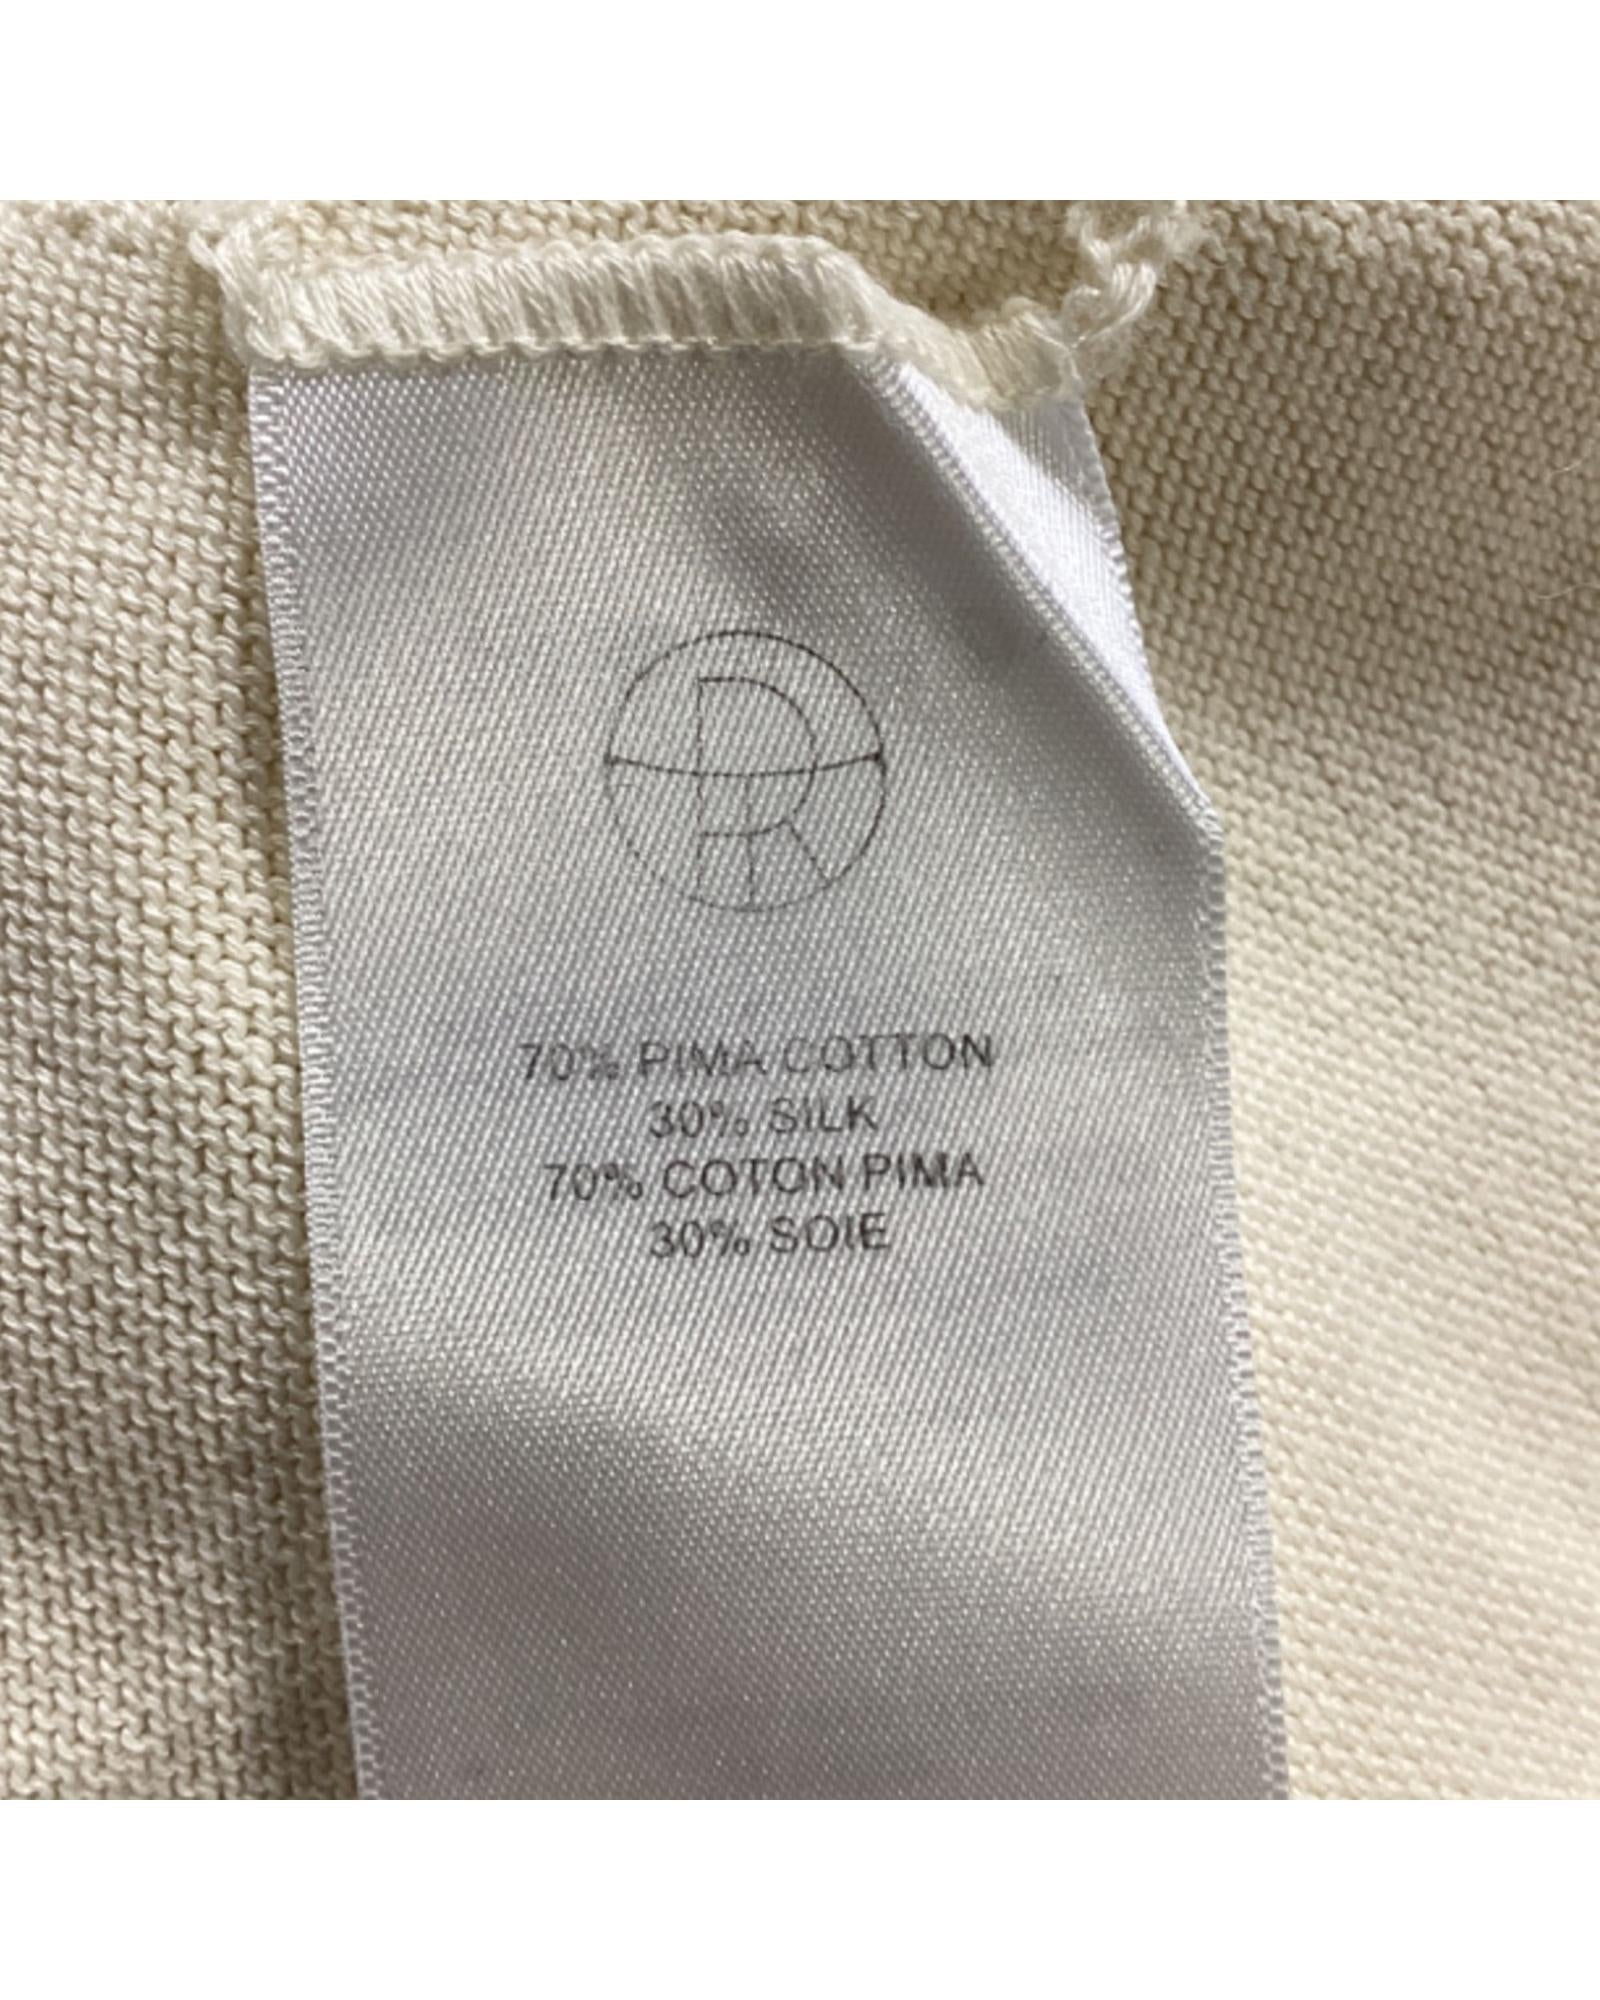 70% PIMA COTTON
30% SILK
70% COTON PIMA
30% SOIE